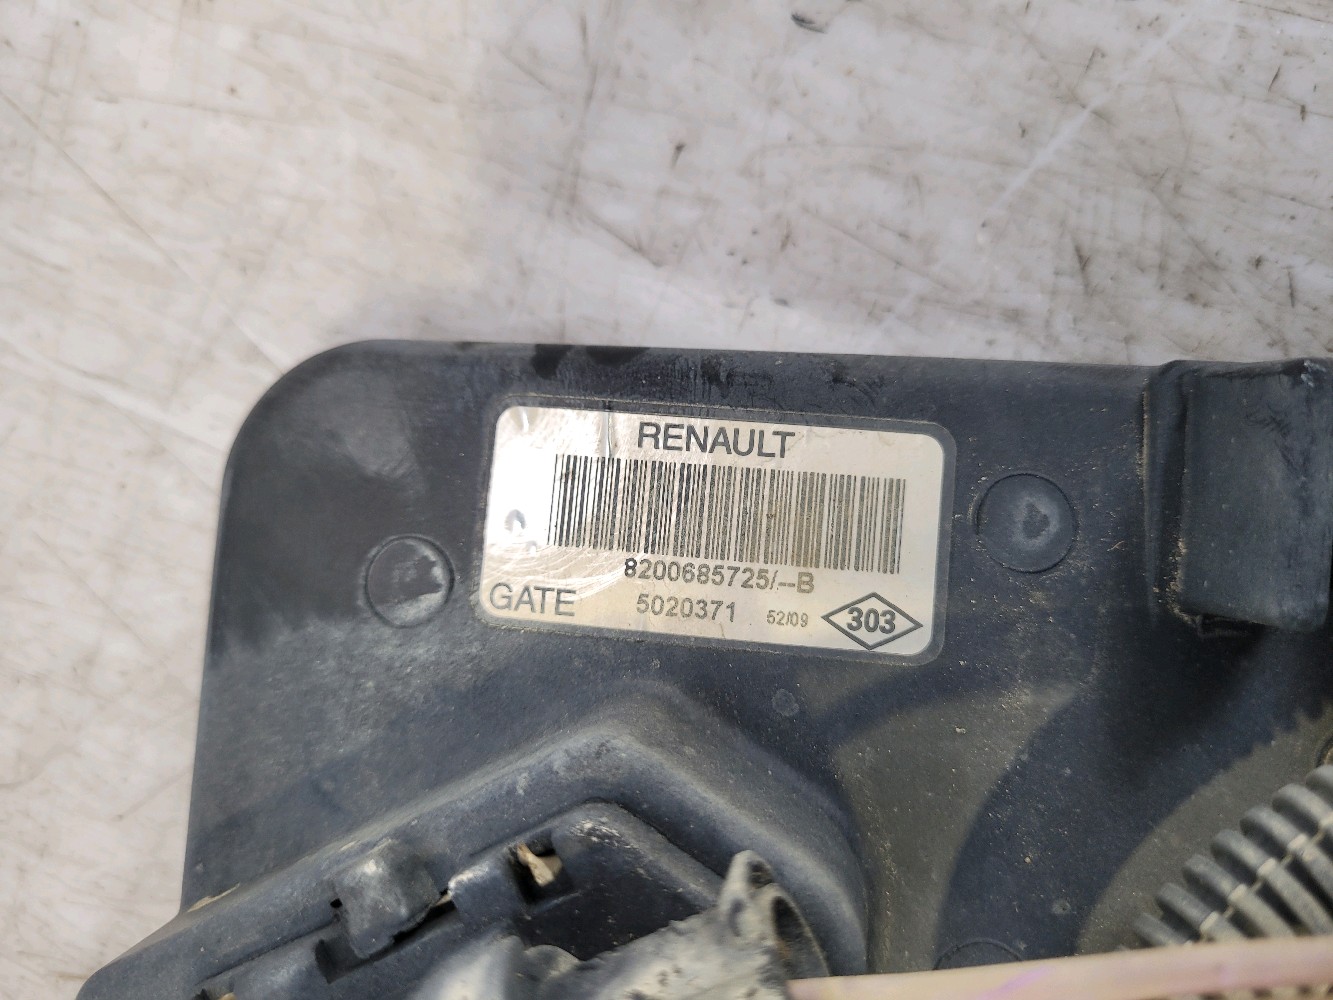 RENAULT
8200685725/--B
GATE 5020371 52/09 303